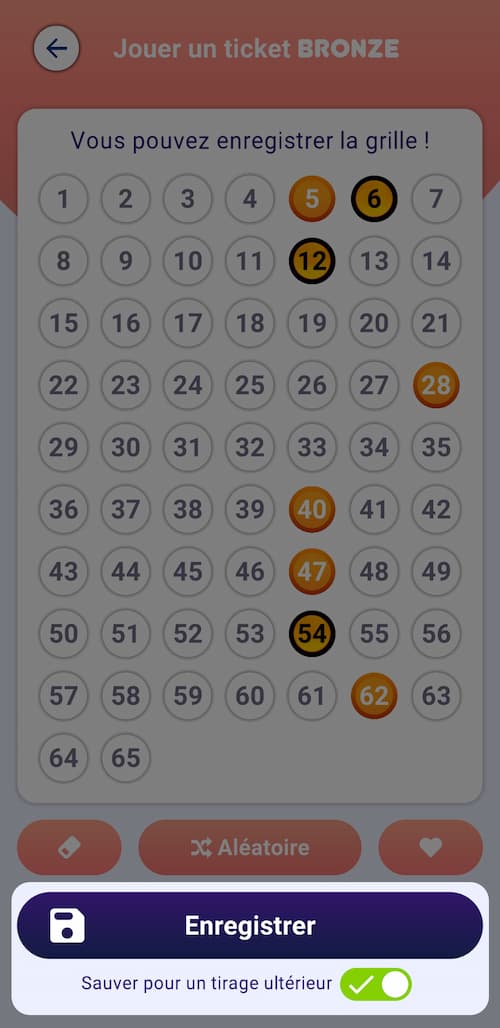 Jouer un ticket BRONZE
Vous pouvez enregistrer la grille !
1 2 3 4 5 6 7
8 9 10 11 12 13 14
15 16 17 18 19 20 21
22 23 24 25 26 27 28
29 30 31 32 33 34 35
36 37 38 39 40 41 42
43 44 45 46 47 48 49
50 51 52 53 54 55 56
57 58 59 60 61 62 63
64 65
Aléatoire
Enregistrer
Sauver pour un tirage ultérieur